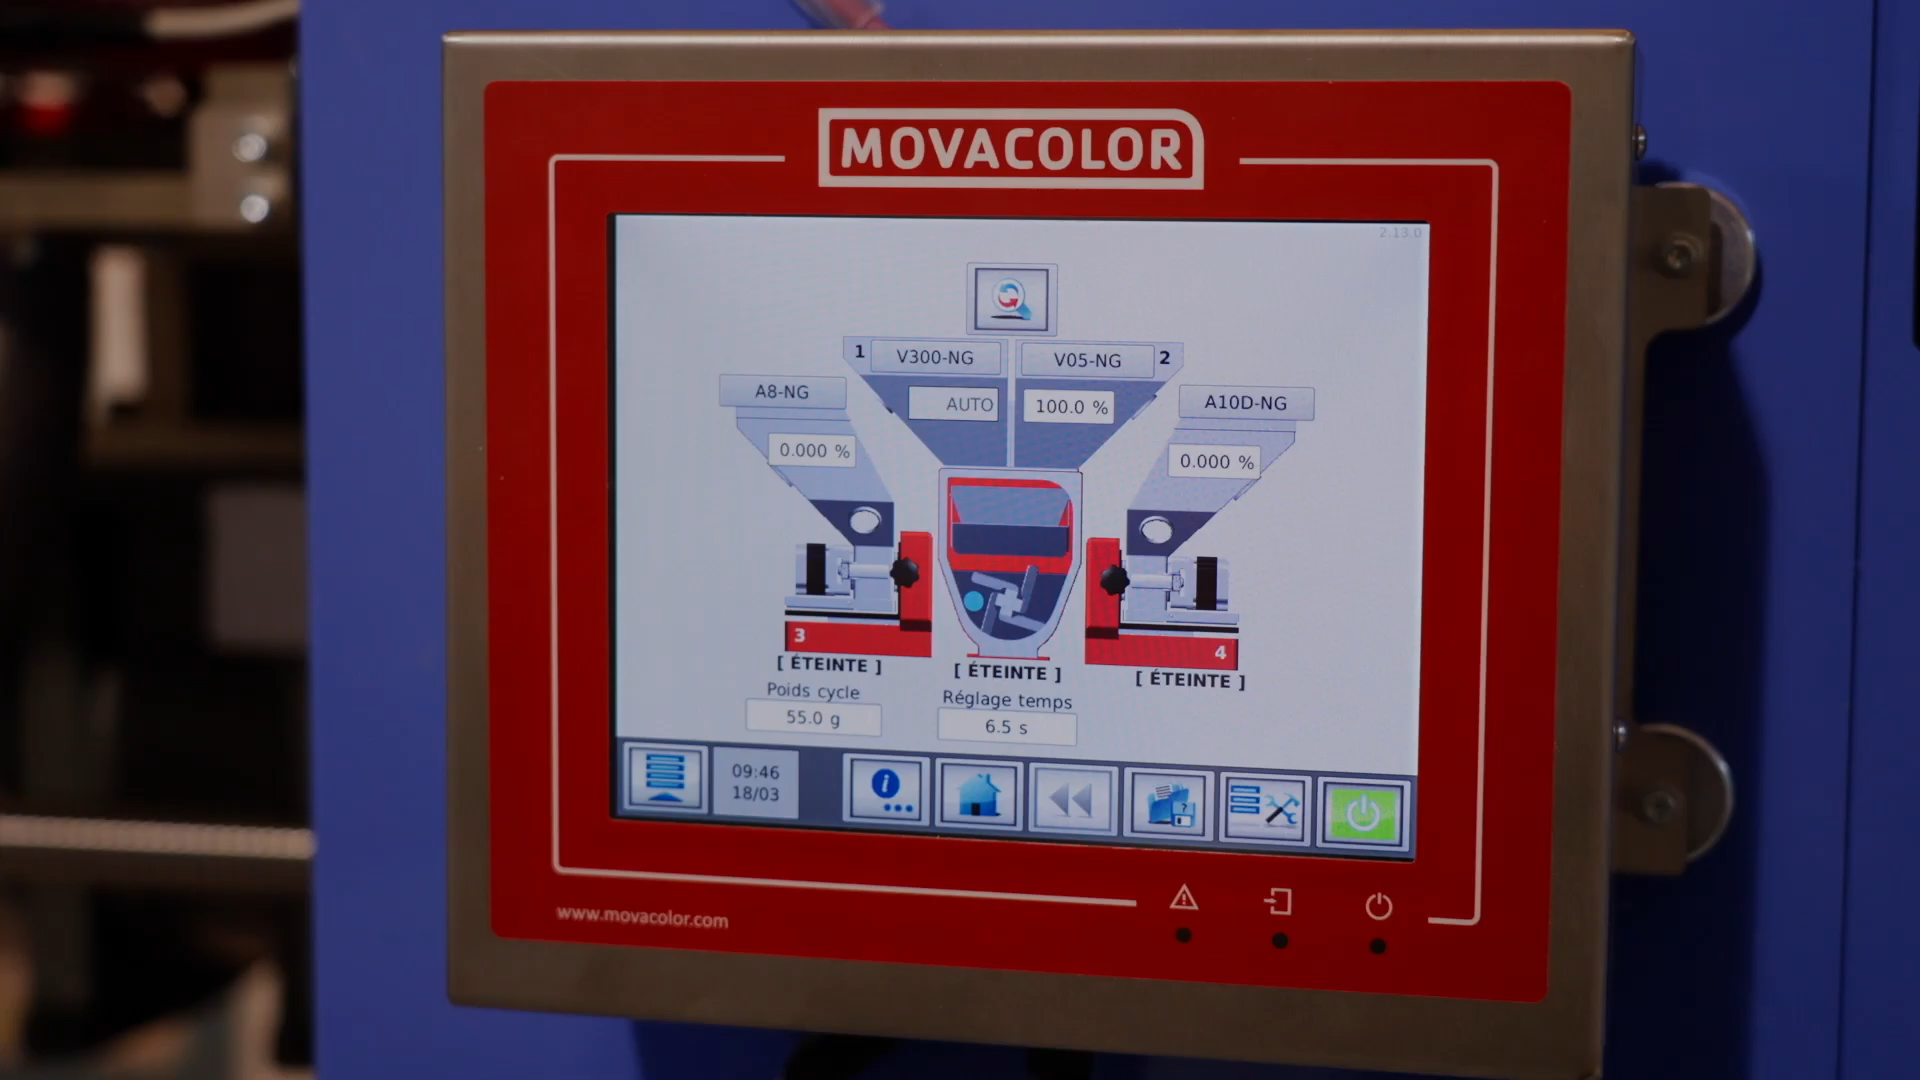 MOVACOLOR
2.13.0
1 V300-NG V05-NG 2
A8-NG A10D-NG
AUTO 100.0 %
0.000 % 0.000 %
3 4
[ ÉTEINTE ] [ ÉTEINTE ] [ ÉTEINTE ]
Poids cycle Réglage temps
55.0 g 6.5 s
09:46
18/03
www.movacolor.com